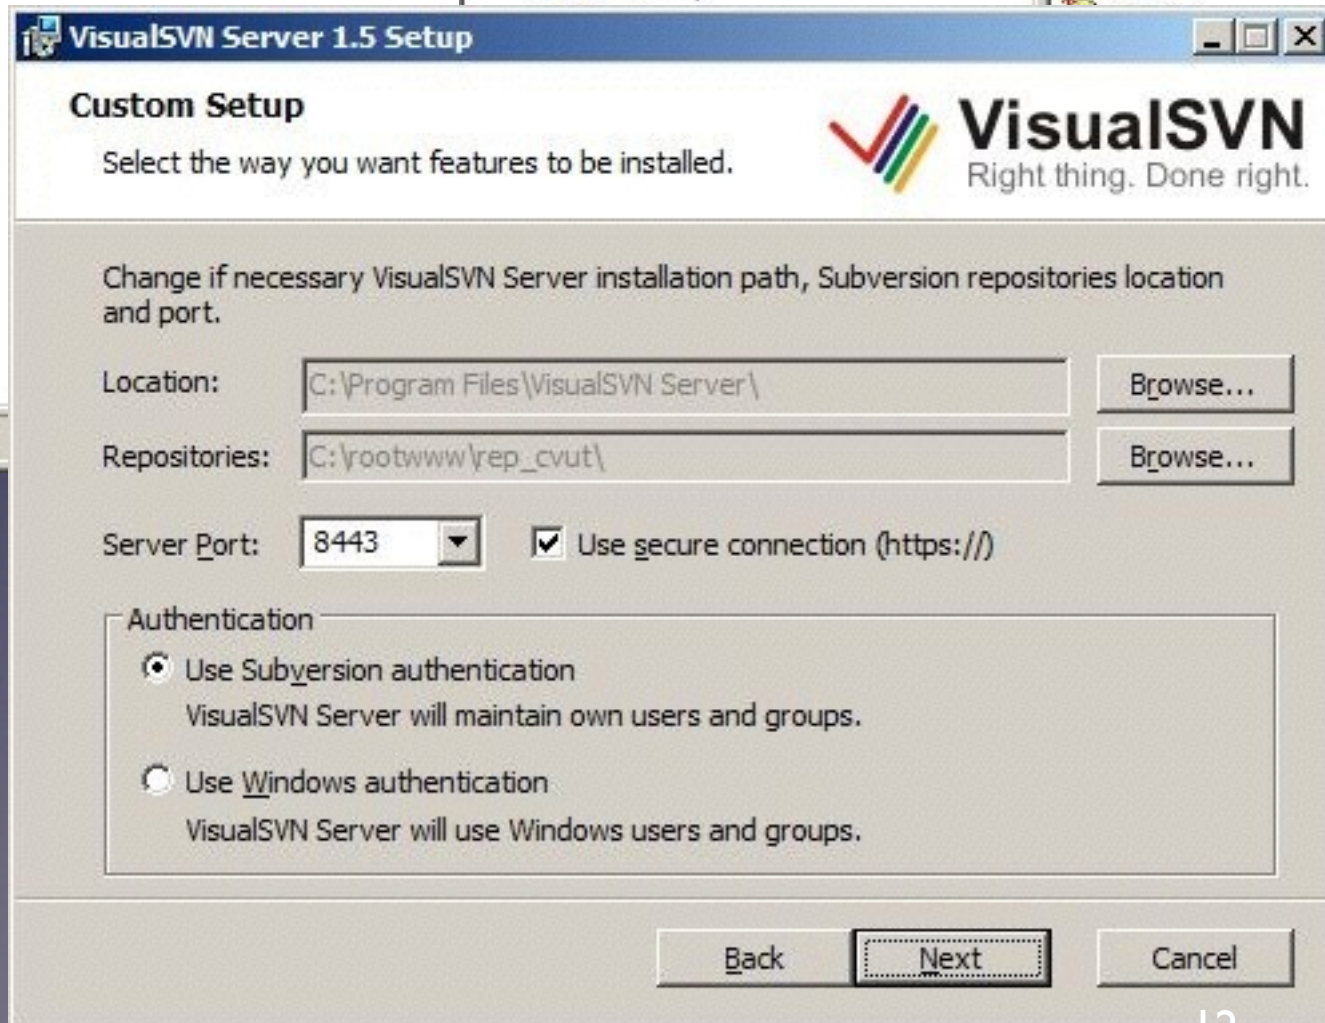 VisualSVN Server 1.5 Setup
Custom Setup
Select the way you want features to be installed.
VisualSVN
Right thing. Done right.
Change if necessary VisualSVN Server installation path, Subversion repositories location
and port.
Location: C:\Program Files\VisualSVN Server\ Browse...
Repositories: C:\rootwww\rep_cvut\ Browse...
Server Port: 8443 Use secure connection (https://)
Authentication
Use Subversion authentication
VisualSVN Server will maintain own users and groups.
Use Windows authentication
VisualSVN Server will use Windows users and groups.
Back Next Cancel